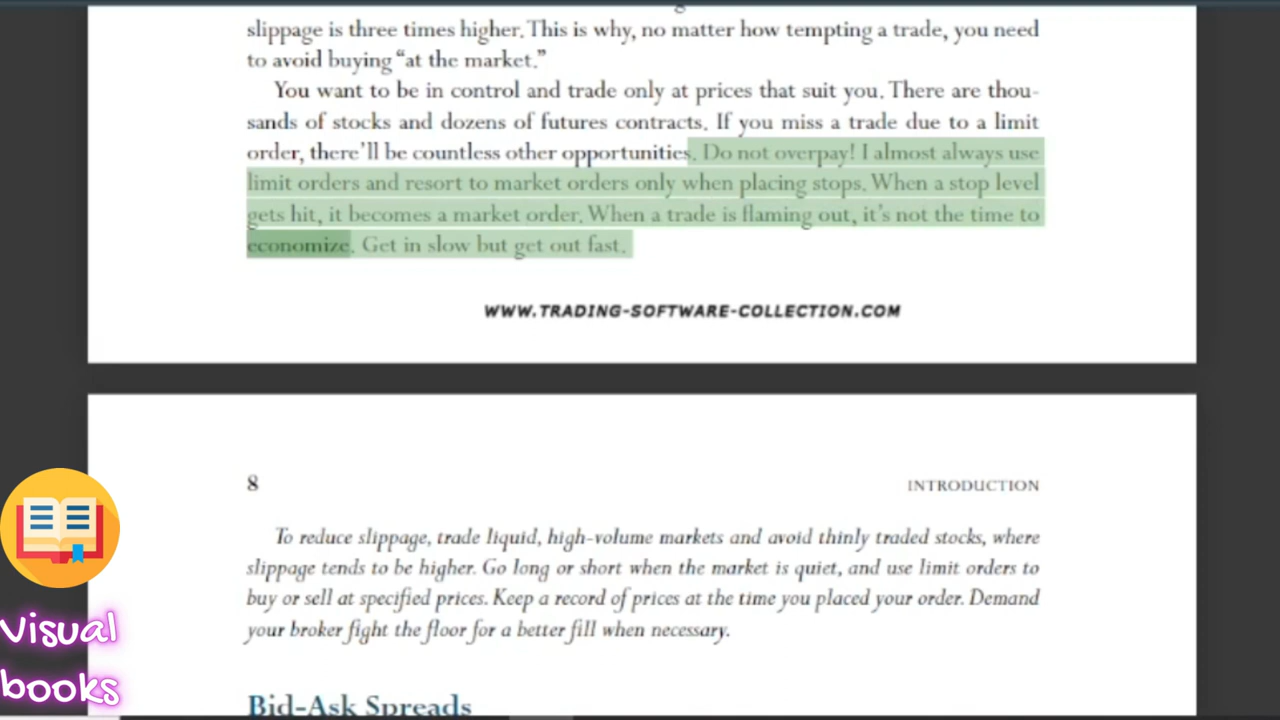 slippage is three times higher. This is why, no matter how tempting a trade, you need
to avoid buying “at the market.”
You want to be in control and trade only at prices that suit you. There are thou-
sands of stocks and dozens of futures contracts. If you miss a trade due to a limit
order, there’ll be countless other opportunities. Do not overpay! I almost always use
limit orders and resort to market orders only when placing stops. When a stop level
gets hit, it becomes a market order. When a trade is flaming out, it’s not the time to
economize. Get in slow but get out fast.
WWW.TRADING-SOFTWARE-COLLECTION.COM
8 INTRODUCTION
To reduce slippage, trade liquid, high-volume markets and avoid thinly traded stocks, where
slippage tends to be higher. Go long or short when the market is quiet, and use limit orders to
buy or sell at specified prices. Keep a record of prices at the time you placed your order. Demand
your broker fight the floor for a better fill when necessary.
Bid-Ask Spreads
Visual
books